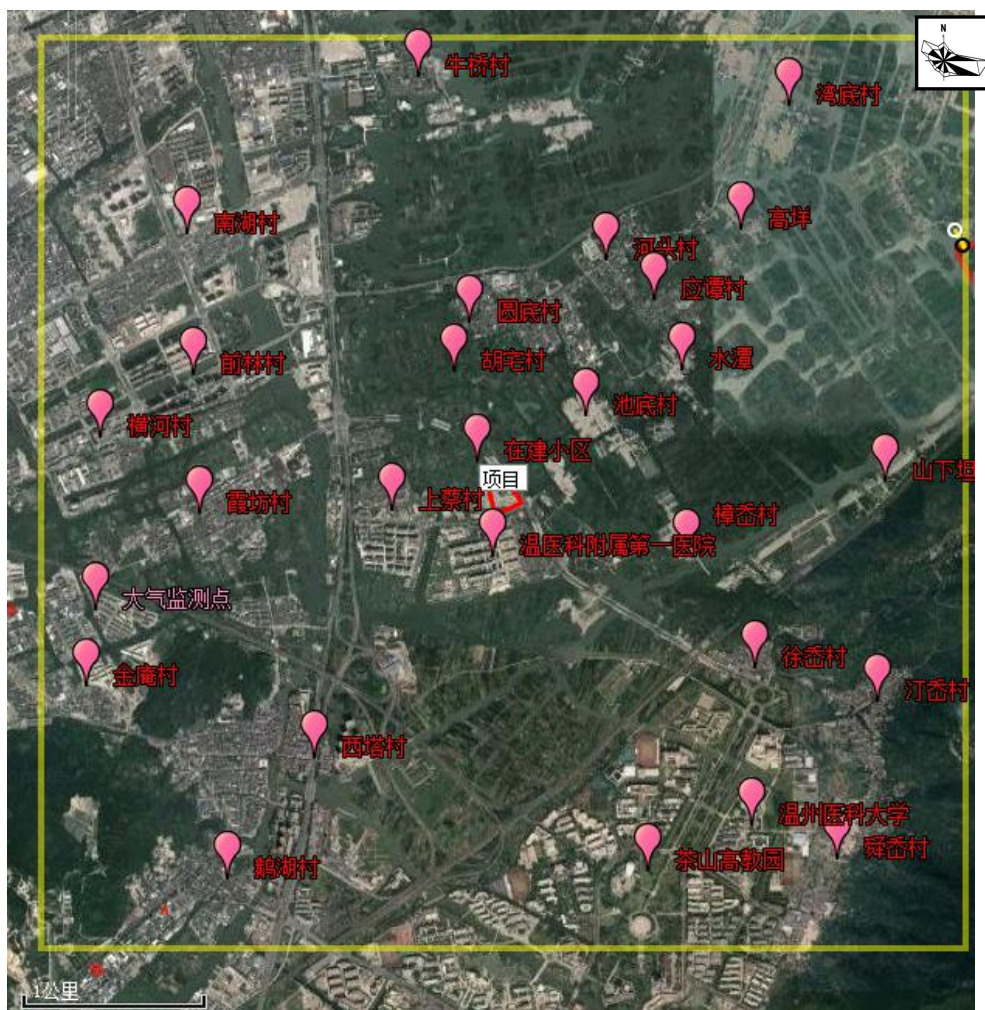 N
牛桥村
湾底村
南湖村
高垟
河头村
应谭村
圆底村
前林村
胡宅村
水潭
池底村
横河村
在建小区
山下坦
项目
霞坊村
上蔡村
樟岙村
温医科附属第一医院
大气监测点
徐岙村
金庵村
汀岙村
西塔村
温州医科大学
舜岙村
茶山高教园
鹅湖村
1公里